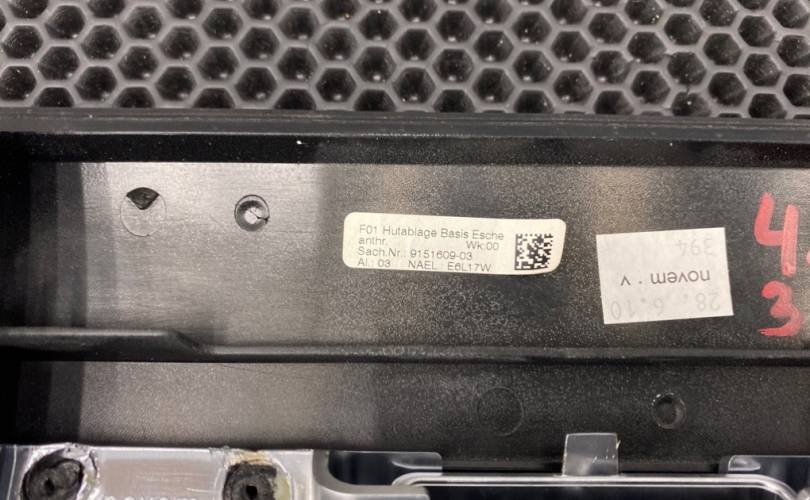 F01 Hutablage Basis Esche
anthr. Wk:00
Sach.Nr.: 9151609-03
AI.: 03 NAEL: E6L17W
novem . v
28. 6.10
394
4.
3